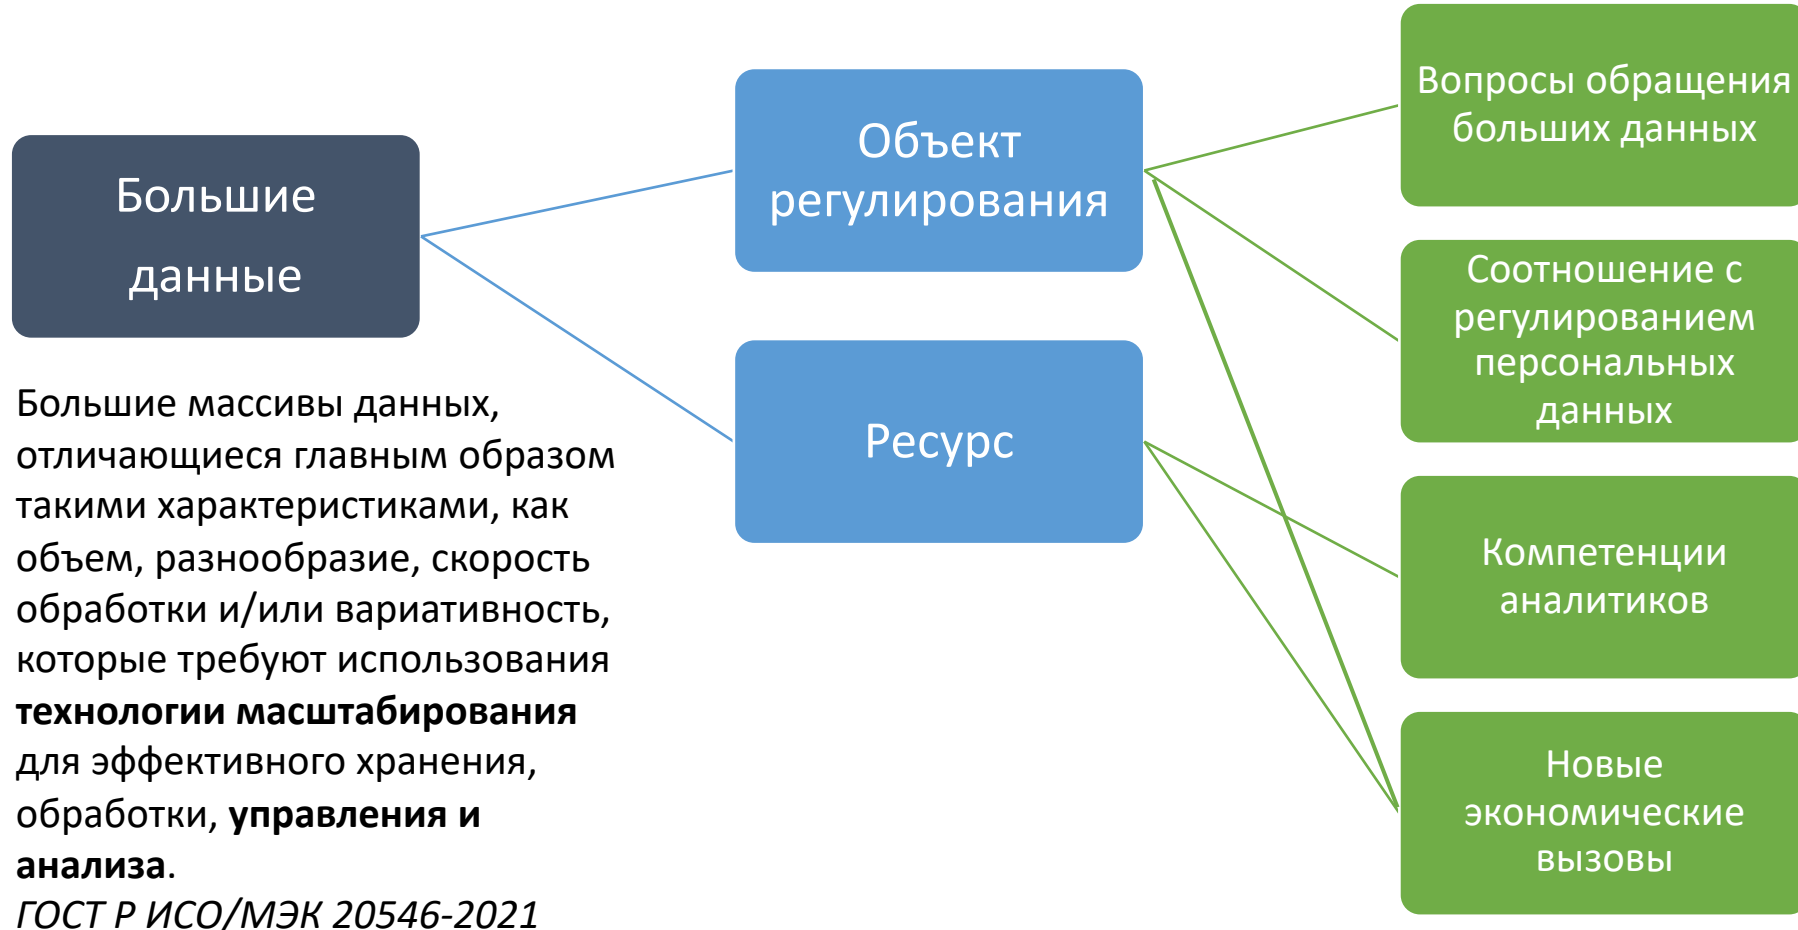 Большие
данные
Большие массивы данных,
отличающиеся главным образом
такими характеристиками, как
объем, разнообразие, скорость
обработки и/или вариативность,
которые требуют использования
технологии масштабирования
для эффективного хранения,
обработки, управления и
анализа.
ГОСТ Р ИСО/МЭК 20546-2021
Объект
регулирования
Ресурс
Вопросы обращения
больших данных
Соотношение с
регулированием
персональных
данных
Компетенции
аналитиков
Новые
экономические
вызовы